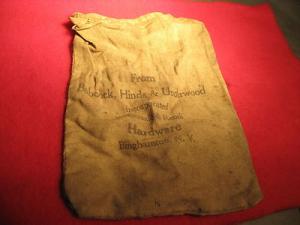 From
Babcock, Hinds & Underwood
Incorporated
Hardware
Binghamton, N. Y.